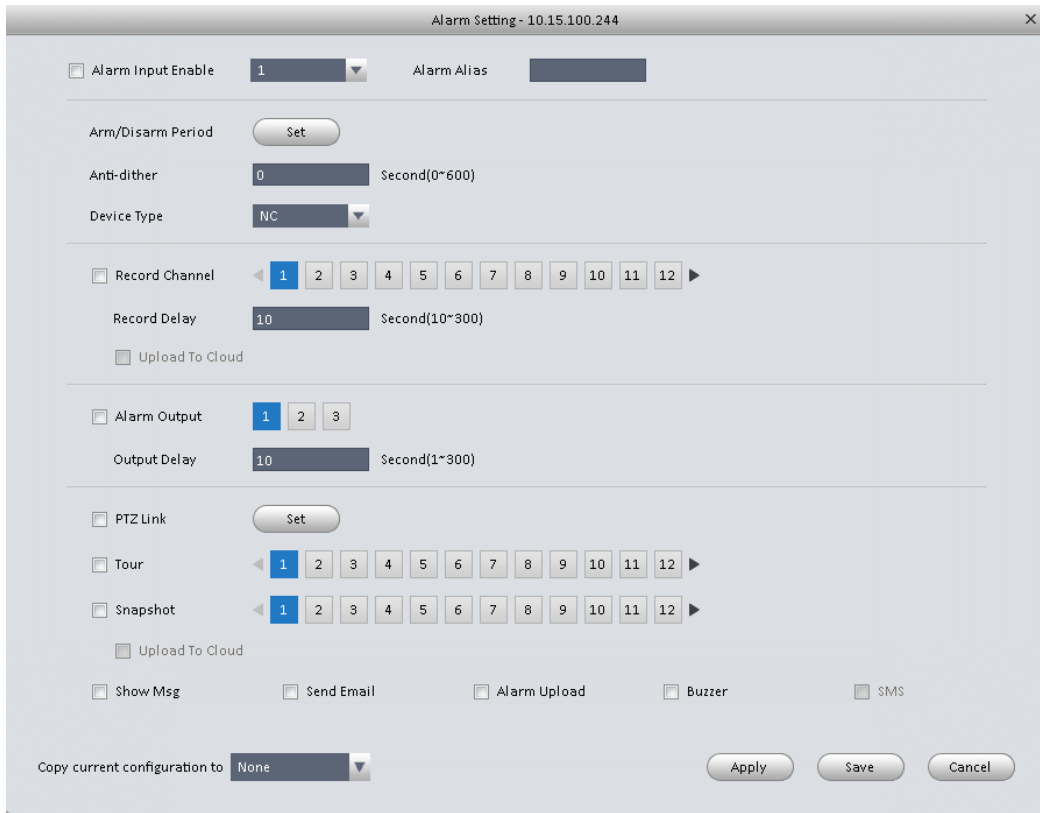 Alarm Setting - 10.15.100.244
Alarm Input Enable 1 Alarm Alias
Arm/Disarm Period Set
Anti-dither 0 Second(0~600)
Device Type NC
Record Channel 1 2 3 4 5 6 7 8 9 10 11 12
Record Delay 10 Second(10~300)
Upload To Cloud
Alarm Output 1 2 3
Output Delay 10 Second(1~300)
PTZ Link Set
Tour 1 2 3 4 5 6 7 8 9 10 11 12
Snapshot 1 2 3 4 5 6 7 8 9 10 11 12
Upload To Cloud
Show Msg Send Email Alarm Upload Buzzer SMS
Copy current configuration to None Apply Save Cancel